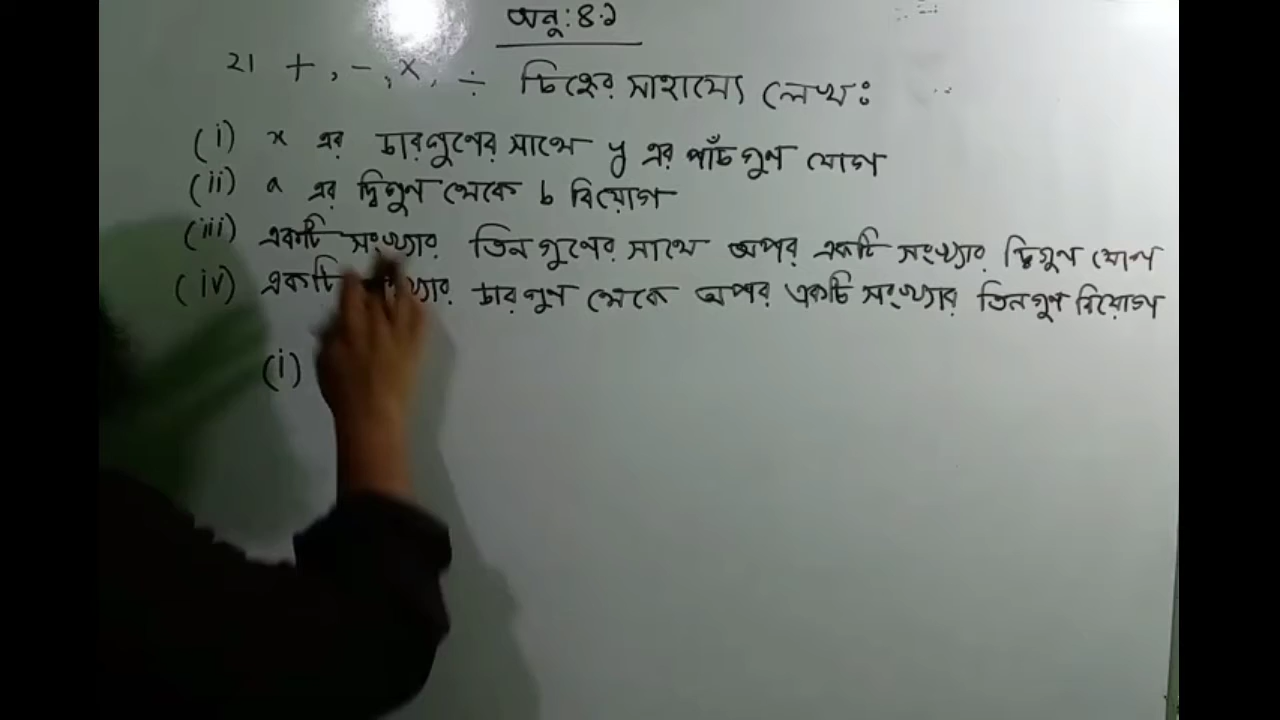 অনু: ৪.১
২। +, -, x, ÷ চিহ্নের সাহায্যে লেখ:
(i) x এর চারগুণের সাথে y এর পাঁচগুণ যোগ
(ii) a এর দ্বিগুণ থেকে b বিয়োগ
(iii) একটি সংখ্যার তিনগুণের সাথে অপর একটি সংখ্যার দ্বিগুণ যোগ
(iv) একটি চারগুণ থেকে অপর একটি সংখ্যার তিনগুণ বিয়োগ
(i)